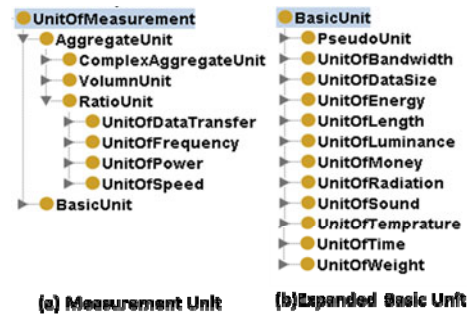 UnitOfMeasurement
AggregateUnit
ComplexAggregateUnit
VolumnUnit
RatioUnit
UnitOfDataTransfer
UnitOfFrequency
UnitOfPower
UnitOfSpeed
BasicUnit
(a) Measurement Unit
BasicUnit
PseudoUnit
UnitOfBandwidth
UnitOfDataSize
UnitOfEnergy
UnitOfLength
UnitOfLuminance
UnitOfMoney
UnitOfRadiation
UnitOfSound
UnitOfTemprature
UnitOfTime
UnitOfWeight
(b)Expanded Basic Unit